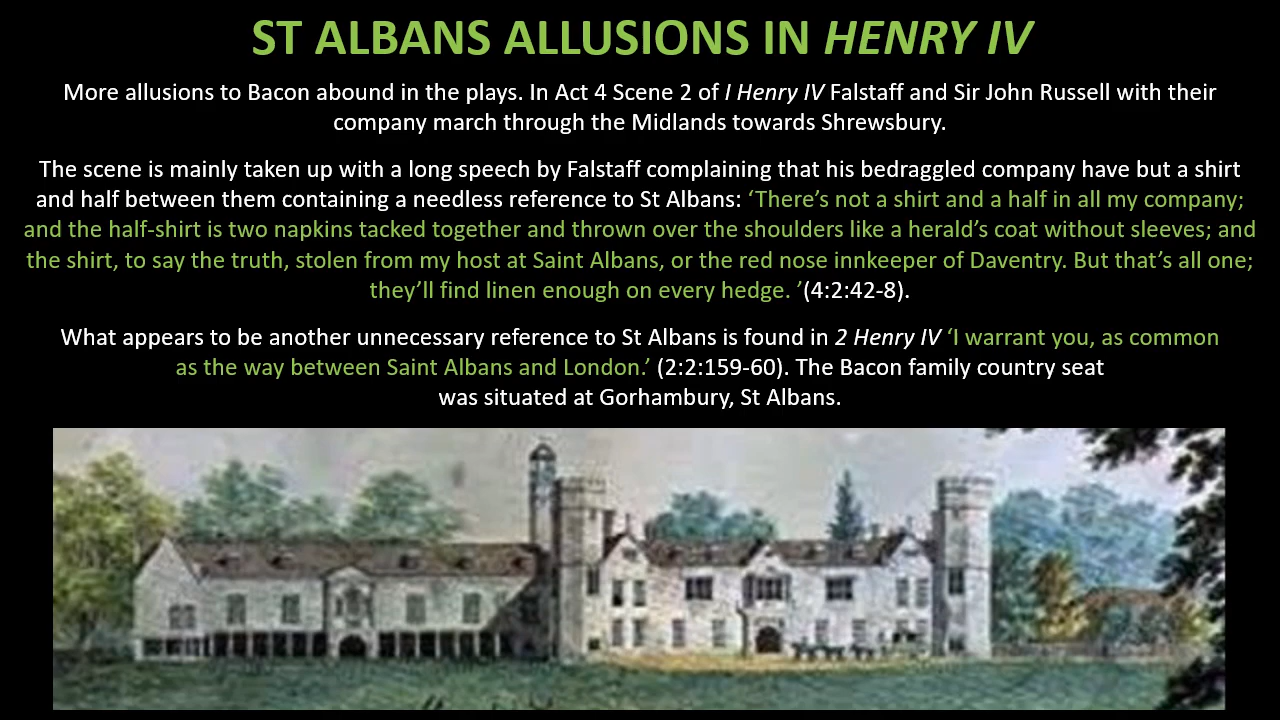 ST ALBANS ALLUSIONS IN HENRY IV
More allusions to Bacon abound in the plays. In Act 4 Scene 2 of I Henry IV Falstaff and Sir John Russell with their
company march through the Midlands towards Shrewsbury.
The scene is mainly taken up with a long speech by Falstaff complaining that his bedraggled company have but a shirt
and half between them containing a needless reference to St Albans: ‘There’s not a shirt and a half in all my company;
and the half-shirt is two napkins tacked together and thrown over the shoulders like a herald’s coat without sleeves; and
the shirt, to say the truth, stolen from my host at Saint Albans, or the red nose innkeeper of Daventry. But that’s all one;
they’ll find linen enough on every hedge. ’(4:2:42-8).
What appears to be another unnecessary reference to St Albans is found in 2 Henry IV ‘I warrant you, as common
as the way between Saint Albans and London.’ (2:2:159-60). The Bacon family country seat
was situated at Gorhambury, St Albans.